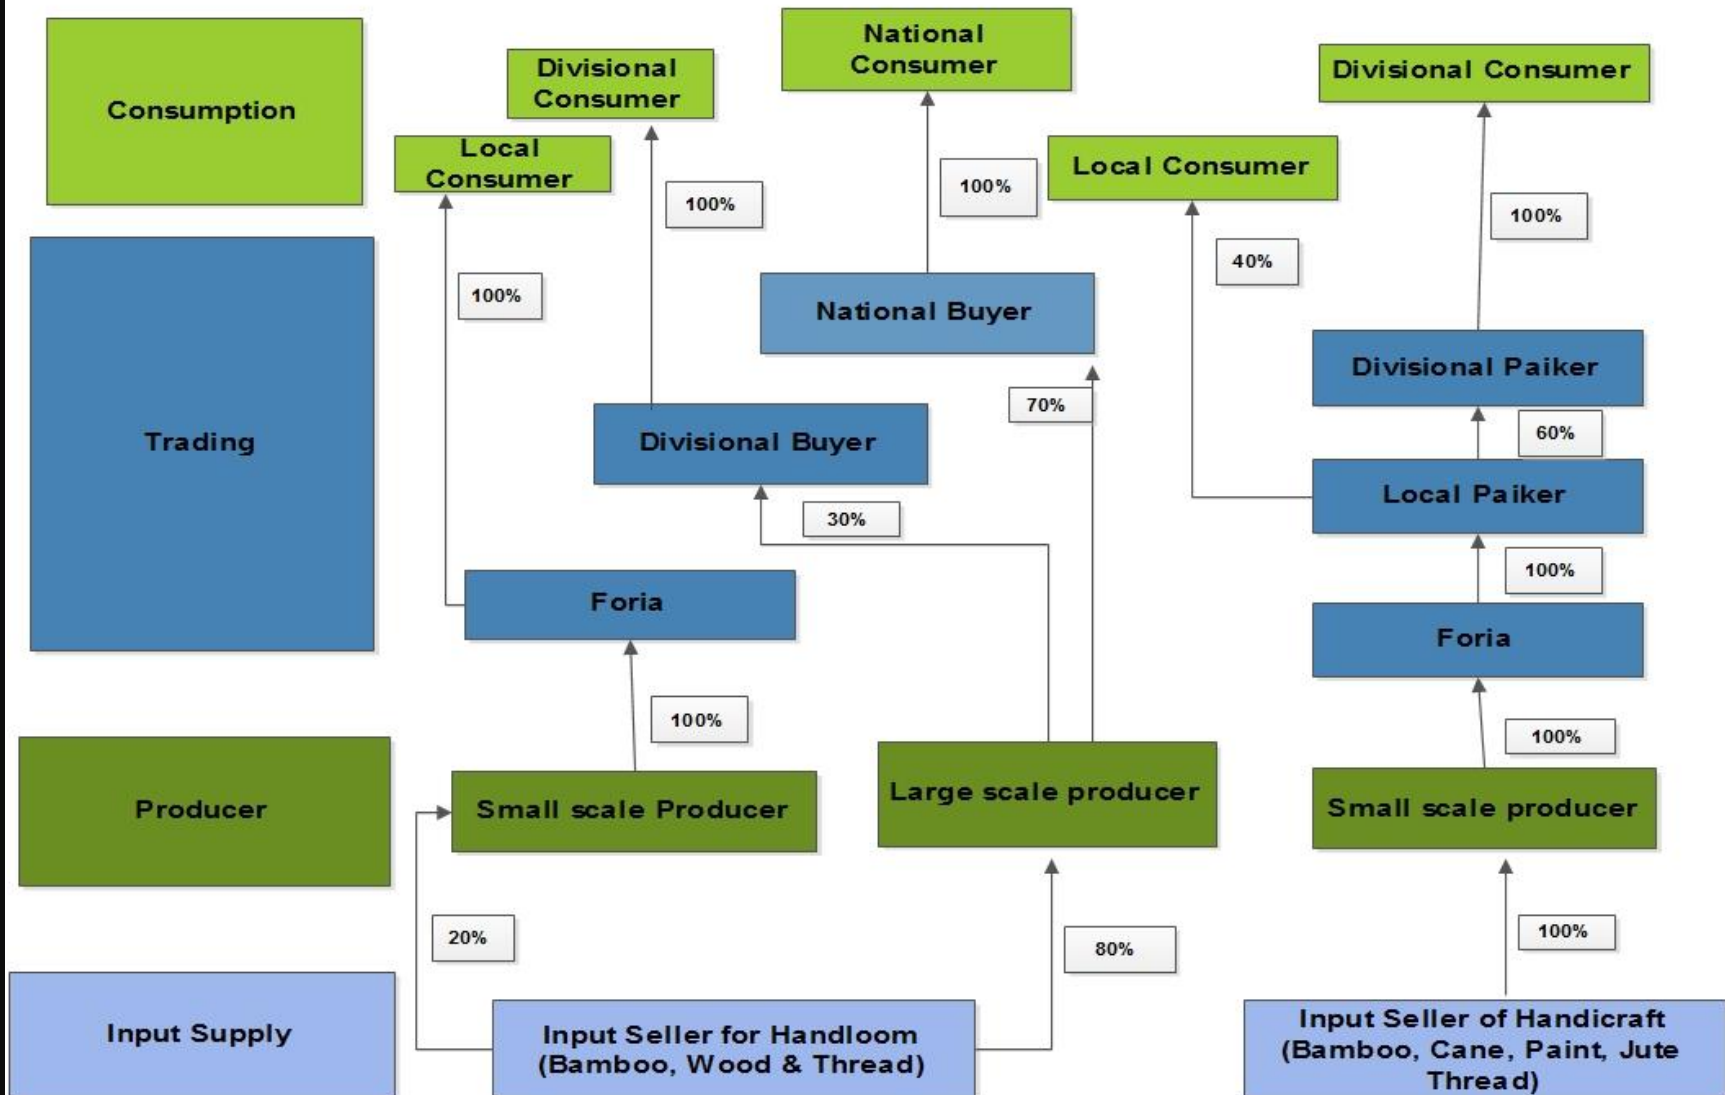 National
Consumer
Divisional
Consumer
Divisional Consumer
Consumption
Local
Consumer
Local Consumer
100%
100%
100%
40%
100%
National Buyer
Divisional Paiker
70%
60%
Trading
Divisional Buyer
Local Paiker
30%
100%
Foria
Foria
100%
100%
Producer
Small scale Producer
Large scale producer
Small scale producer
20%
80%
100%
Input Supply
Input Seller for Handloom
(Bamboo, Wood & Thread)
Input Seller of Handicraft
(Bamboo, Cane, Paint, Jute
Thread)